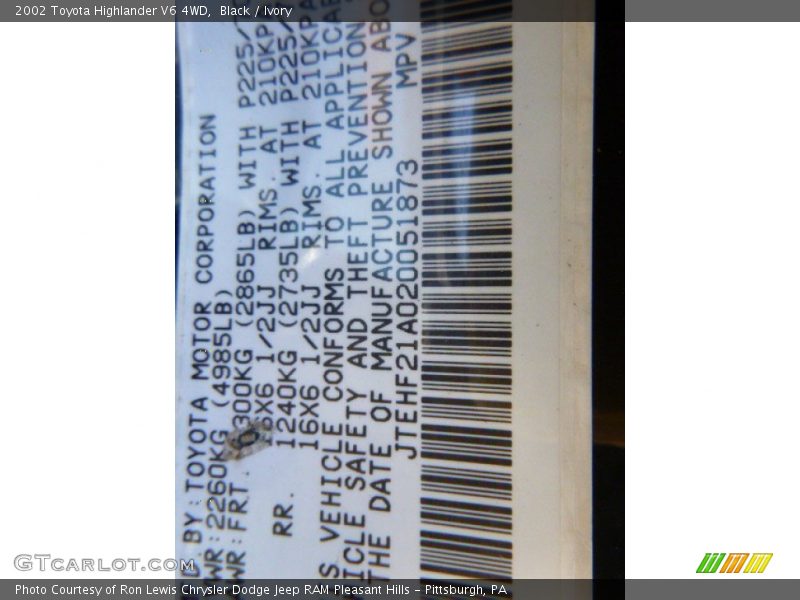 2002 Toyota Highlander V6 4WD, Black / Ivory
D.BY:TOYOTA MOTOR CORPORATION
WR:2260KG (4985LB)
WR:FRT. 300KG (2865LB) WITH P225/
16X6 1/2JJ RIMS. AT 210KP
RR. 1240KG (2735LB) WITH P225/
16X6 1/2JJ RIMS. AT 210KPA
S VEHICLE CONFORMS TO ALL APPLICABLE
ICLE SAFETY AND THEFT PREVENTION
THE DATE OF MANUFACTURE SHOWN ABO
JTEHF21A020051873 MPV
GTCARLOT.COM
Photo Courtesy of Ron Lewis Chrysler Dodge Jeep RAM Pleasant Hills – Pittsburgh, PA